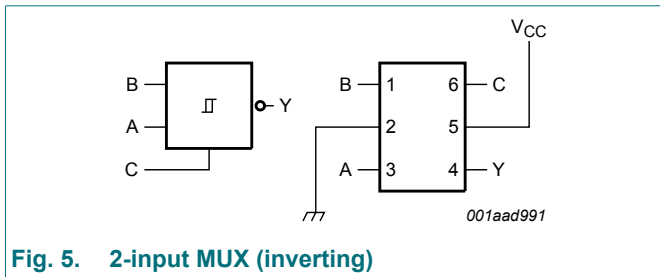 VCC
B
A
C
Y
B
1
6
C
2
5
A
3
4
Y
001aad991
Fig. 5. 2-input MUX (inverting)